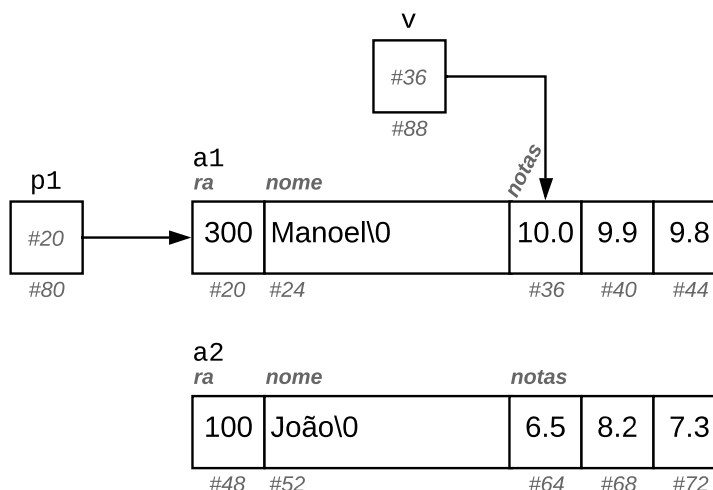 v
#36
#88
p1
#20
#80
a1
ra nome notas
300 Manoel\0 10.0 9.9 9.8
#20 #24 #36 #40 #44
a2
ra nome notas
100 João\0 6.5 8.2 7.3
#48 #52 #64 #68 #72